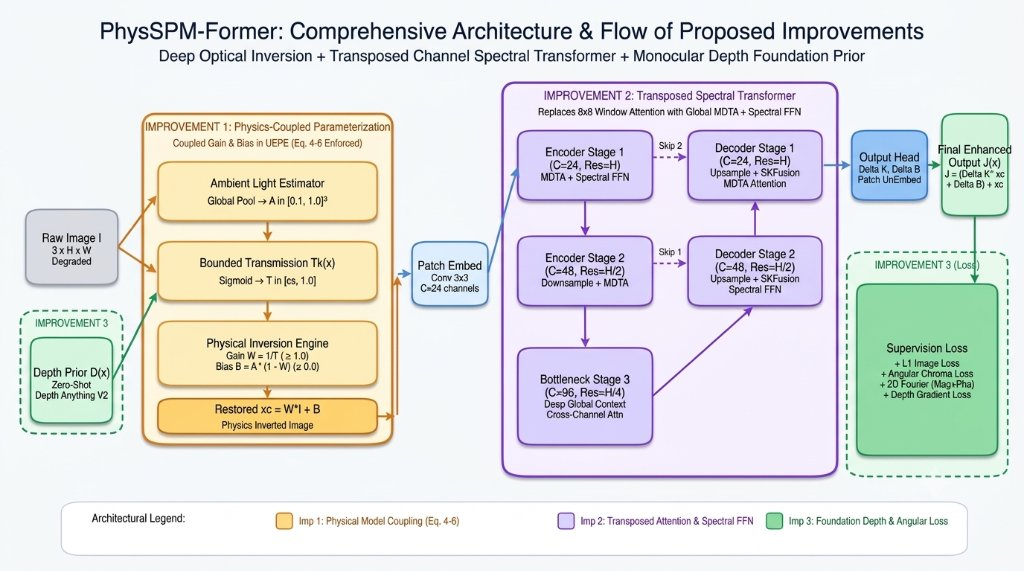 PhysSPM-Former: Comprehensive Architecture & Flow of Proposed Improvements
Deep Optical Inversion + Transposed Channel Spectral Transformer + Monocular Depth Foundation Prior
Raw Image I
3 x H x W
Degraded
IMPROVEMENT 3
Depth Prior D(x)
Zero-Shot
Depth Anything V2
IMPROVEMENT 1: Physics-Coupled Parameterization
Coupled Gain & Bias in UEPE (Eq. 4-6 Enforced)
Ambient Light Estimator
Global Pool → A in [0.1, 1.0]³
Bounded Transmission Tk(x)
Sigmoid → T in [cs, 1.0]
Physical Inversion Engine
Gain W = 1/T (≥ 1.0)
Bias B = A * (1 - W) (≤ 0.0)
Restored xc = W*I + B
Physics Inverted Image
Patch Embed
Conv 3x3
C=24 channels
IMPROVEMENT 2: Transposed Spectral Transformer
Replaces 8x8 Window Attention with Global MDTA + Spectral FFN
Encoder Stage 1
(C=24, Res=H)
MDTA + Spectral FFN
Skip 2
Decoder Stage 1
(C=24, Res=H)
Upsample + SKFusion
MDTA Attention
Encoder Stage 2
(C=48, Res=H/2)
Downsample + MDTA
Skip 1
Decoder Stage 2
(C=48, Res=H/2)
Upsample + SKFusion
Spectral FFN
Bottleneck Stage 3
(C=96, Res=H/4)
Desp Global Context
Cross-Channel Attn
Output Head
Delta K, Delta B
Patch UnEmbed
Final Enhanced
Output J(x)
J = (Delta K* xc
+ Delta B) + xc
IMPROVEMENT 3 (Loss)
Supervision Loss
+ L1 Image Loss
+ Angular Chroma Loss
+ 2D Fourier (Mag+Pha)
+ Depth Gradient Loss
Architectural Legend:
Imp 1: Physical Model Coupling (Eq. 4-6)
Imp 2: Transposed Attention & Spectral FFN
Imp 3: Foundation Depth & Angular Loss